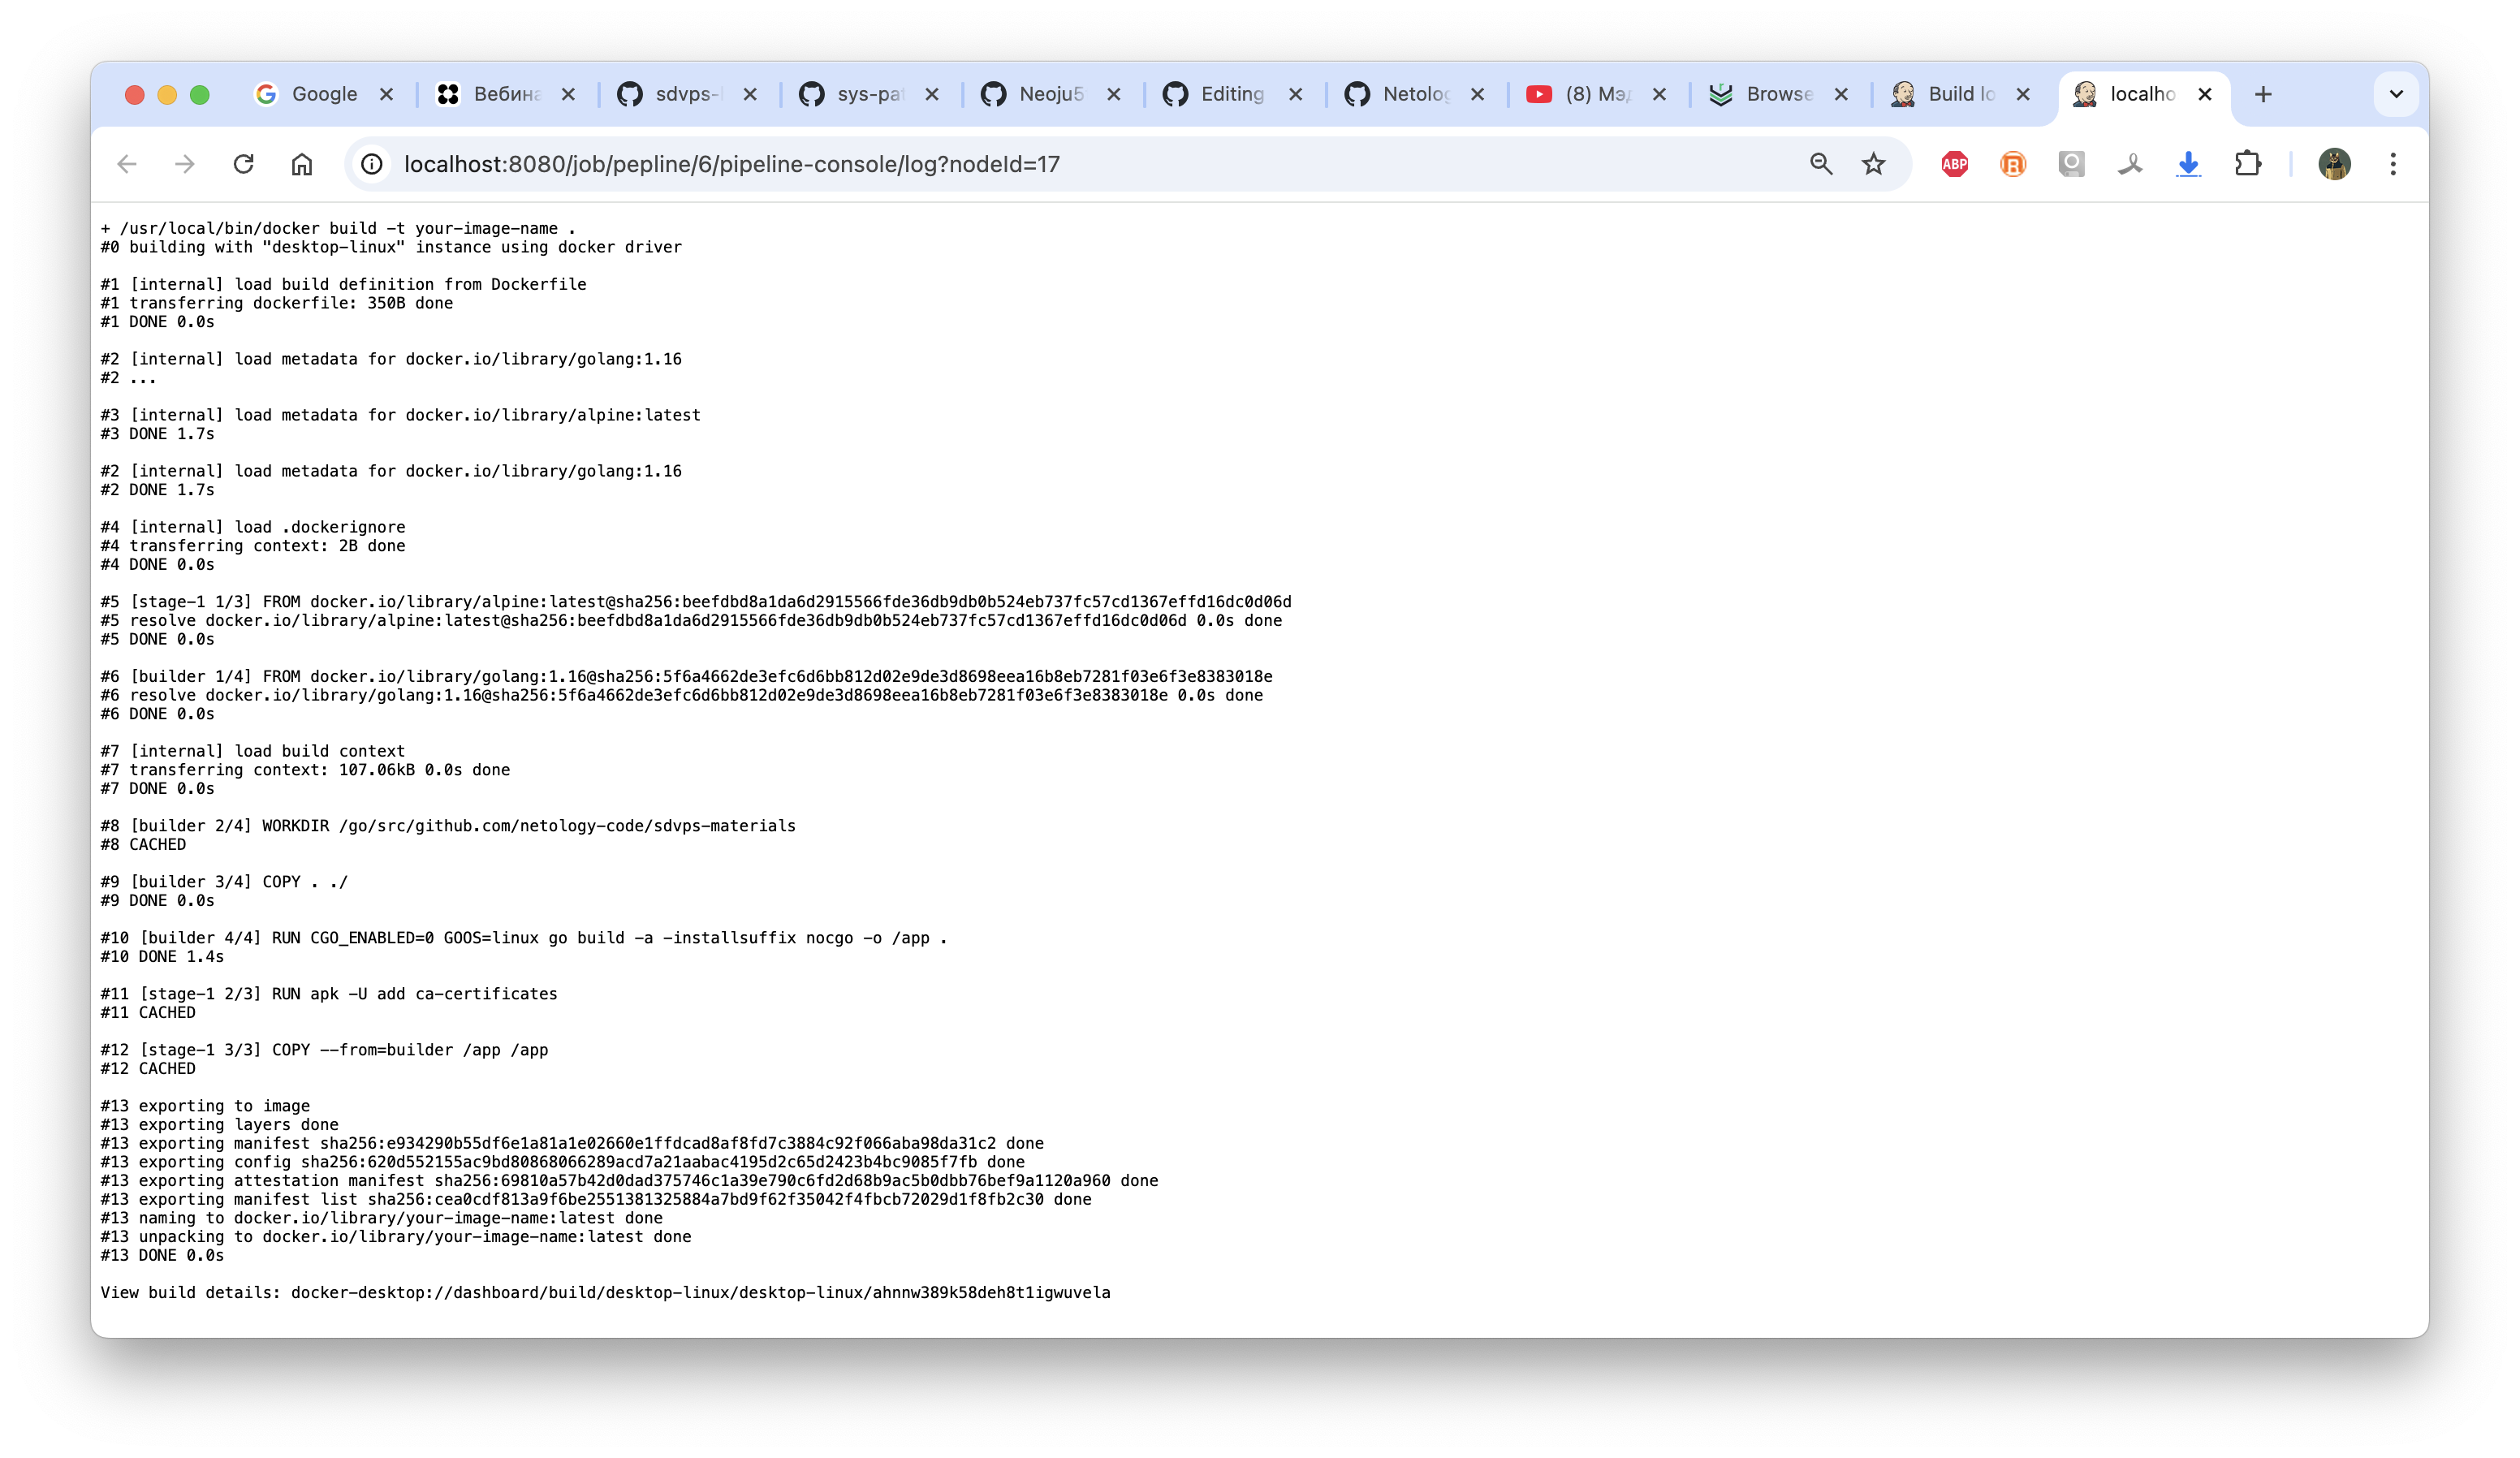 Google
Вебина
sdvps-
sys-pat
Neoju5
Editing
Netolog
(8) Мэд
Browse
Build lo
localho
localhost:8080/job/pepline/6/pipeline-console/log?nodeId=17
ABP
+ /usr/local/bin/docker build -t your-image-name .
#0 building with "desktop-linux" instance using docker driver
#1 [internal] load build definition from Dockerfile
#1 transferring dockerfile: 350B done
#1 DONE 0.0s
#2 [internal] load metadata for docker.io/library/golang:1.16
#2 ...
#3 [internal] load metadata for docker.io/library/alpine:latest
#3 DONE 1.7s
#2 [internal] load metadata for docker.io/library/golang:1.16
#2 DONE 1.7s
#4 [internal] load .dockerignore
#4 transferring context: 2B done
#4 DONE 0.0s
#5 [stage-1 1/3] FROM docker.io/library/alpine:latest@sha256:beefdbd8a1da6d2915566fde36db9db0b524eb737fc57cd1367effd16dc0d06d
#5 resolve docker.io/library/alpine:latest@sha256:beefdbd8a1da6d2915566fde36db9db0b524eb737fc57cd1367effd16dc0d06d 0.0s done
#5 DONE 0.0s
#6 [builder 1/4] FROM docker.io/library/golang:1.16@sha256:5f6a4662de3efc6d6bb812d02e9de3d8698eea16b8eb7281f03e6f3e8383018e
#6 resolve docker.io/library/golang:1.16@sha256:5f6a4662de3efc6d6bb812d02e9de3d8698eea16b8eb7281f03e6f3e8383018e 0.0s done
#6 DONE 0.0s
#7 [internal] load build context
#7 transferring context: 107.06kB 0.0s done
#7 DONE 0.0s
#8 [builder 2/4] WORKDIR /go/src/github.com/netology-code/sdvps-materials
#8 CACHED
#9 [builder 3/4] COPY . ./
#9 DONE 0.0s
#10 [builder 4/4] RUN CGO_ENABLED=0 GOOS=linux go build -a -installsuffix nocgo -o /app .
#10 DONE 1.4s
#11 [stage-1 2/3] RUN apk -U add ca-certificates
#11 CACHED
#12 [stage-1 3/3] COPY --from=builder /app /app
#12 CACHED
#13 exporting to image
#13 exporting layers done
#13 exporting manifest sha256:e934290b55df6e1a81a1e02660e1ffdcad8af8fd7c3884c92f066aba98da31c2 done
#13 exporting config sha256:620d552155ac9bd80868066289acd7a21aabac4195d2c65d2423b4bc9085f7fb done
#13 exporting attestation manifest sha256:69810a57b42d0dad375746c1a39e790c6fd2d68b9ac5b0dbb76bef9a1120a960 done
#13 exporting manifest list sha256:cea0cdf813a9f6be2551381325884a7bd9f62f35042f4fbcb72029d1f8fb2c30 done
#13 naming to docker.io/library/your-image-name:latest done
#13 unpacking to docker.io/library/your-image-name:latest done
#13 DONE 0.0s
View build details: docker-desktop://dashboard/build/desktop-linux/desktop-linux/ahnnw389k58deh8t1igwuvela